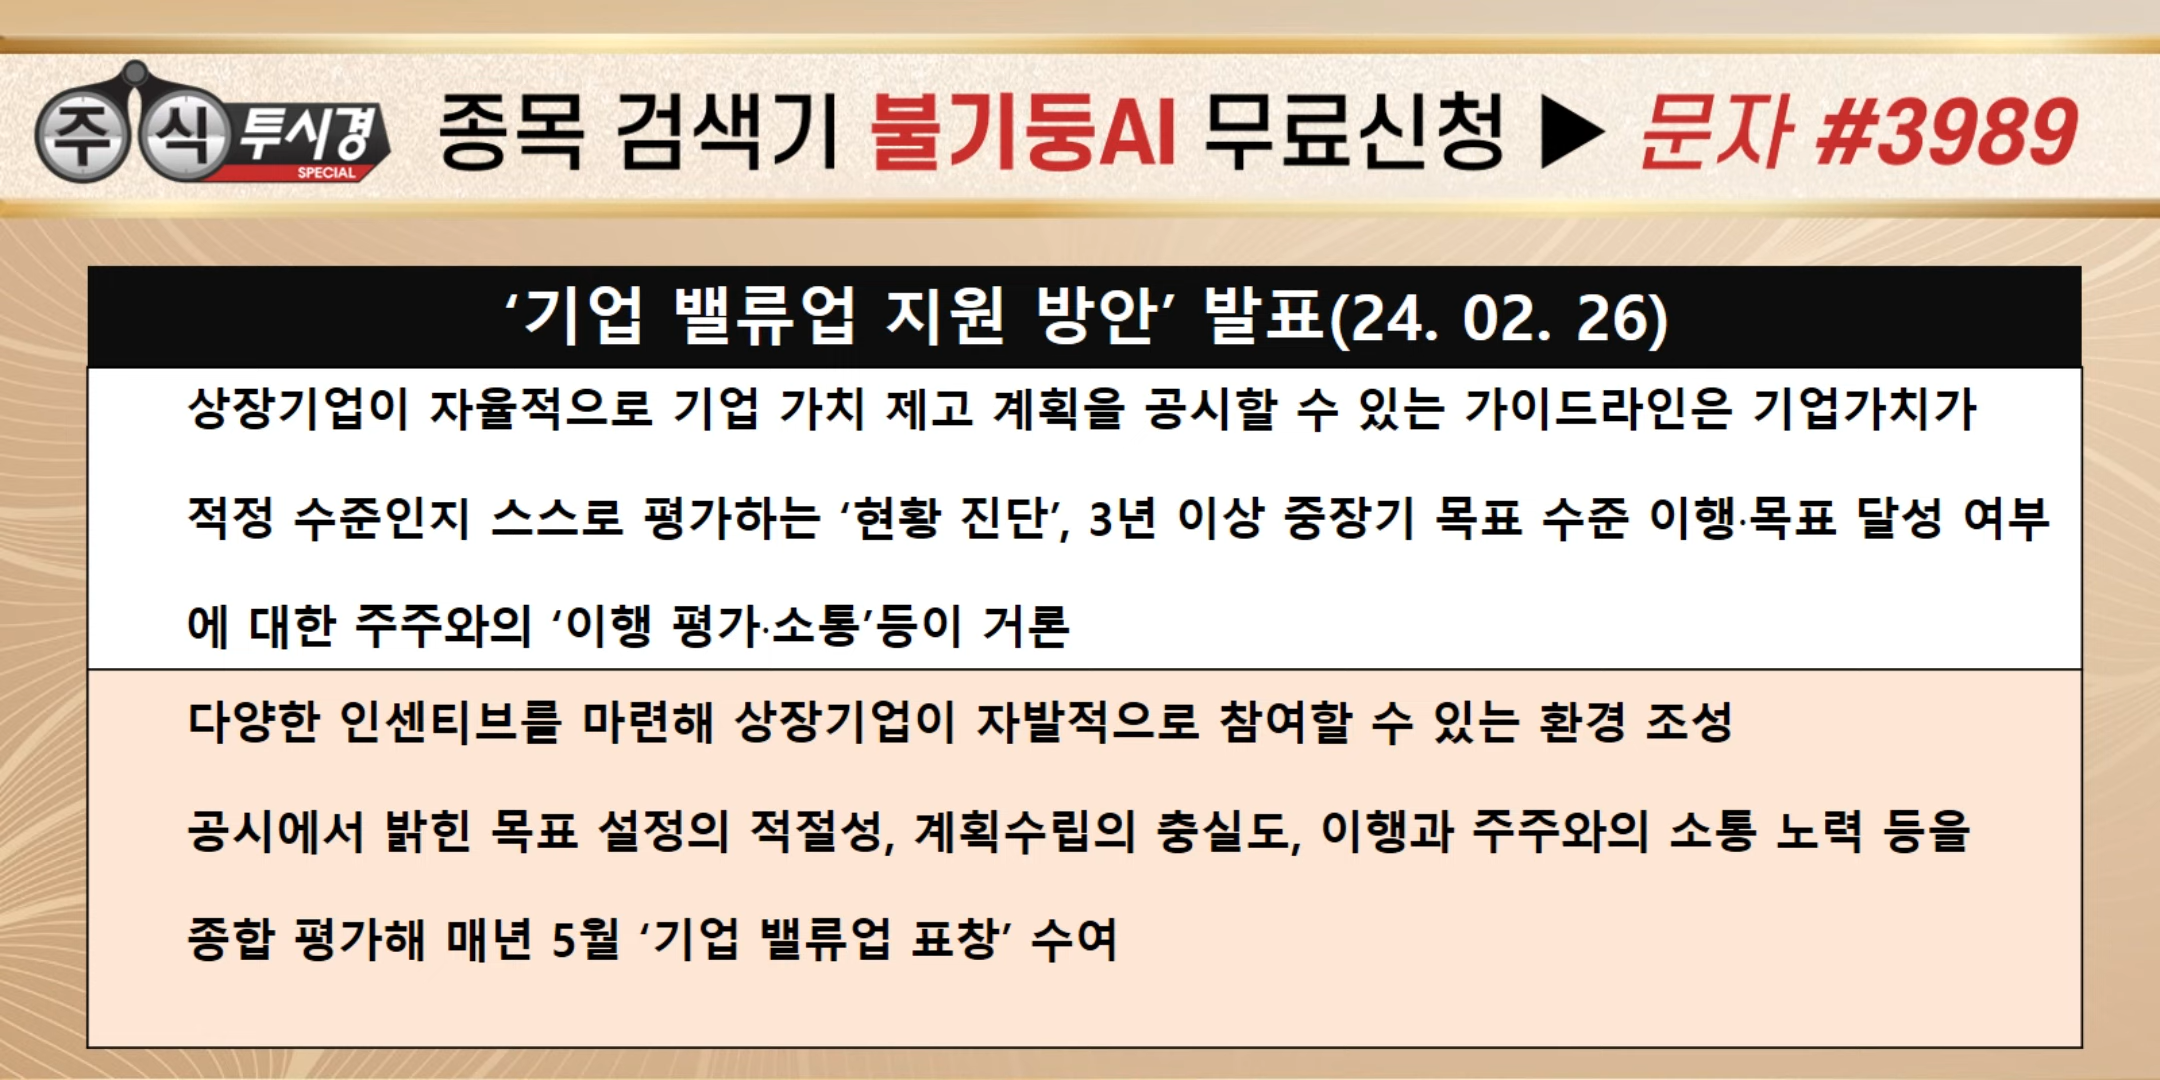 주식투시경 SPECIAL
종목 검색기 불기둥AI 무료신청 ▶ 문자 #3989
‘기업 밸류업 지원 방안’ 발표(24. 02. 26)
상장기업이 자율적으로 기업 가치 제고 계획을 공시할 수 있는 가이드라인은 기업가치가
적정 수준인지 스스로 평가하는 ‘현황 진단’, 3년 이상 중장기 목표 수준 이행·목표 달성 여부
에 대한 주주와의 ‘이행 평가·소통’등이 거론
다양한 인센티브를 마련해 상장기업이 자발적으로 참여할 수 있는 환경 조성
공시에서 밝힌 목표 설정의 적절성, 계획수립의 충실도, 이행과 주주와의 소통 노력 등을
종합 평가해 매년 5월 ‘기업 밸류업 표창’ 수여